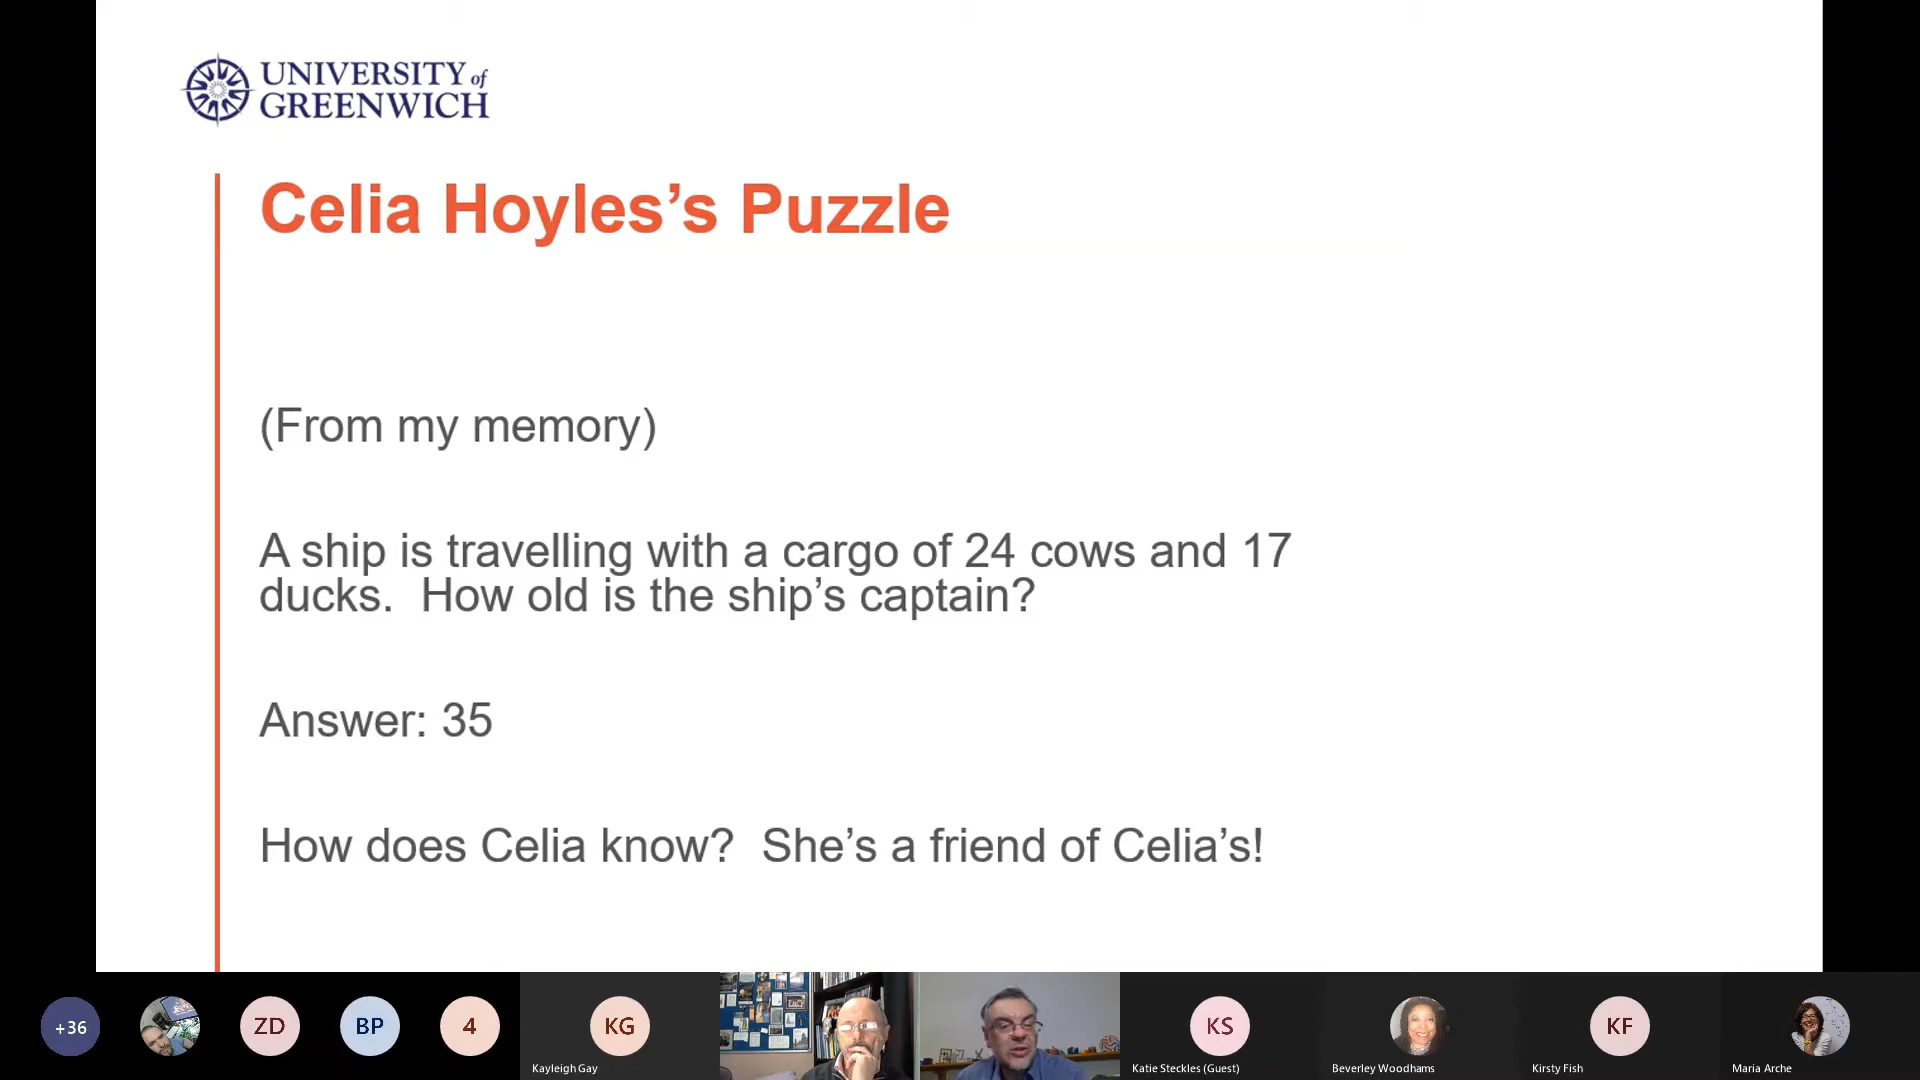 UNIVERSITY of
GREENWICH
Celia Hoyles’s Puzzle
(From my memory)
A ship is travelling with a cargo of 24 cows and 17
ducks.  How old is the ship’s captain?
Answer: 35
How does Celia know?  She’s a friend of Celia’s!
+36
ZD
BP
4
KG
KS
KF
Kayleigh Gay
Katie Steckles (Guest)
Beverley Woodhams
Kirsty Fish
Maria Arche